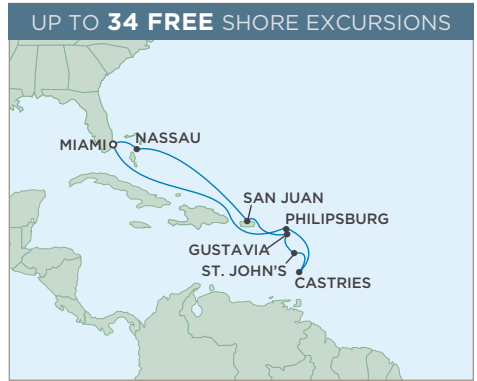 UP TO 34 FREE SHORE EXCURSIONS
MIAMI
NASSAU
SAN JUAN
PHILIPSBURG
GUSTAVIA
ST. JOHN'S
CASTRIES